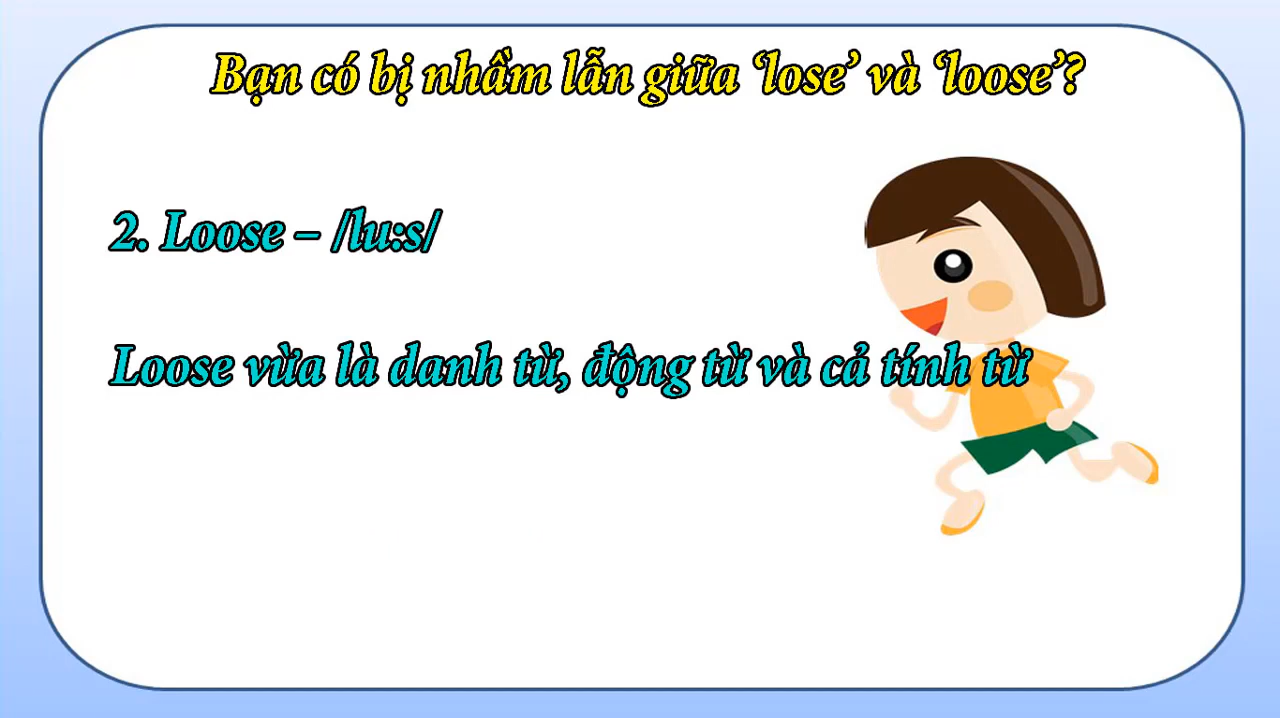 Bạn có bị nhầm lẫn giữa ‘lose’ và ‘loose’?
2. Loose – /lu:s/
Loose vừa là danh từ, động từ và cả tính từ